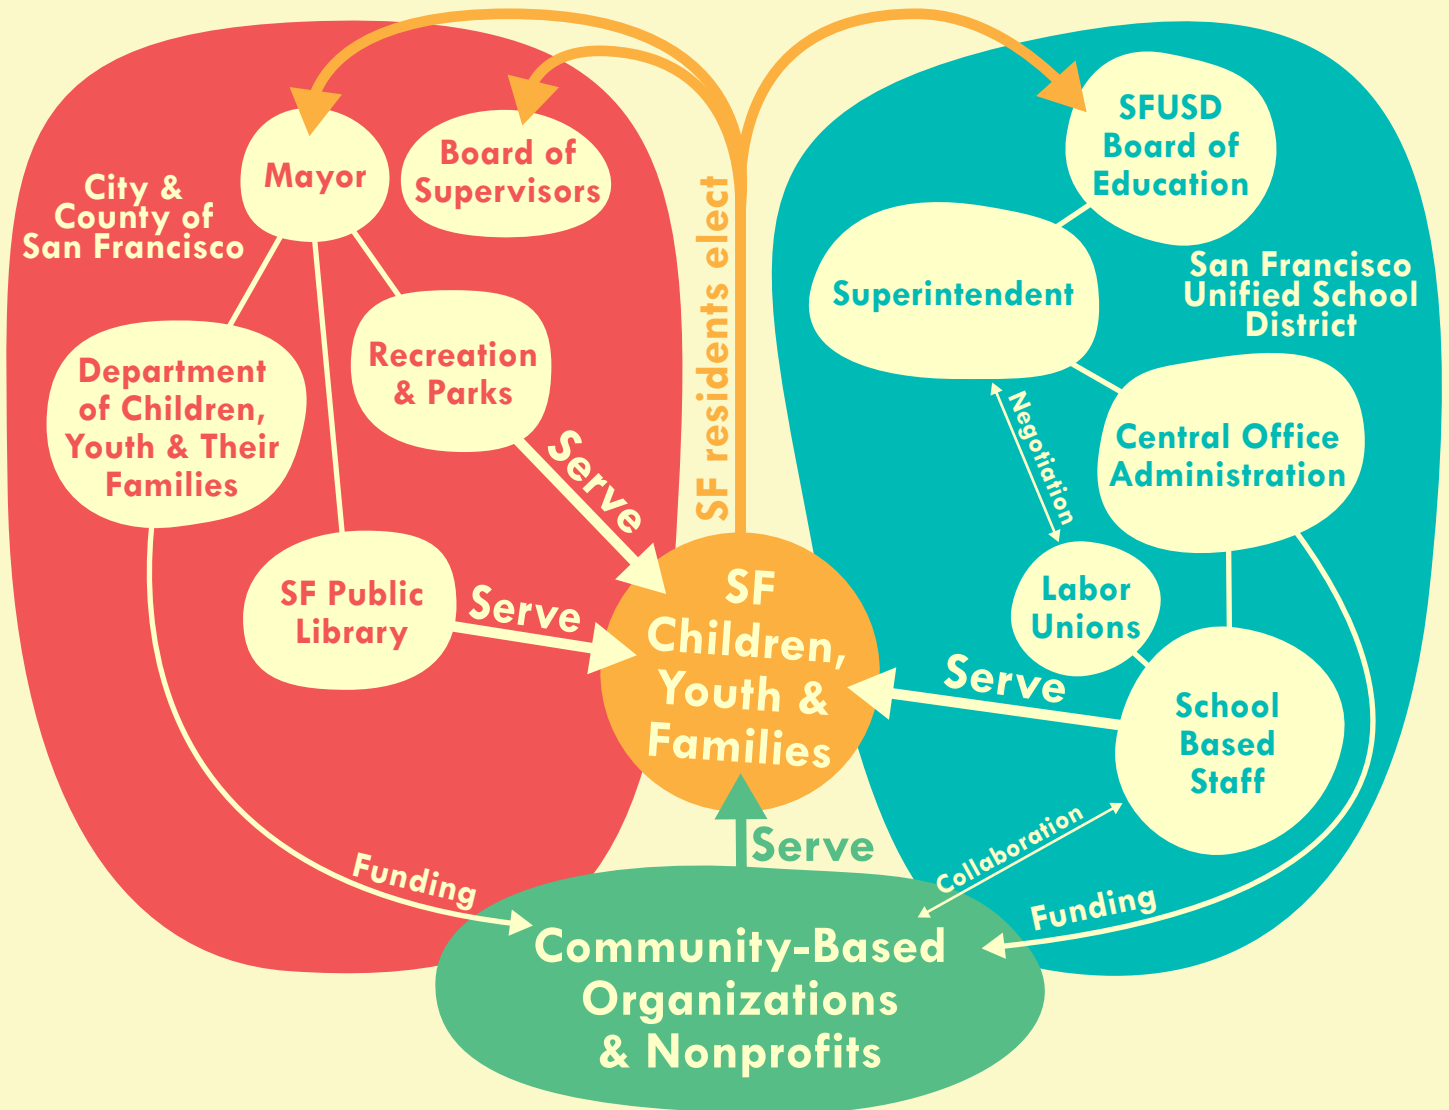 City &
County of
San Francisco
Mayor
Board of
Supervisors
Department
of Children,
Youth & Their
Families
Recreation
& Parks
SF Public
Library
Serve
Serve
Funding
SF residents elect
SF
Children,
Youth &
Families
SFUSD
Board of
Education
San Francisco
Unified School
District
Superintendent
Negotiation
Central Office
Administration
Labor
Unions
Serve
School
Based
Staff
Collaboration
Funding
Serve
Community-Based
Organizations
& Nonprofits